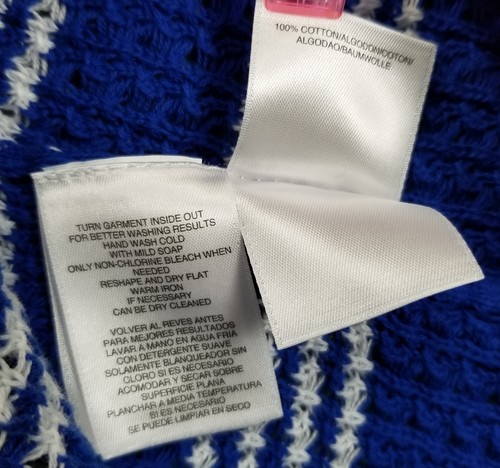 100% COTTON/ALGODON/COTON/
ALGODAO/BAUMWOLLE
TURN GARMENT INSIDE OUT
FOR BETTER WASHING RESULTS
HAND WASH COLD
WITH MILD SOAP
ONLY NON-CHLORINE BLEACH WHEN
NEEDED
RESHAPE AND DRY FLAT
WARM IRON
IF NECESSARY
CAN BE DRY CLEANED
VOLVER AL REVES ANTES
PARA MEJORES RESULTADOS
LAVAR A MANO EN AGUA FRIA
CON DETERGENTE SUAVE
SOLAMENTE BLANQUEADOR SIN
CLORO SI ES NECESARIO
ACOMODAR Y SECAR SOBRE
SUPERFICIE PLANA
PLANCHAR A MEDIA TEMPERATURA
SI ES NECESARIO
SE PUEDE LIMPIAR EN SECO